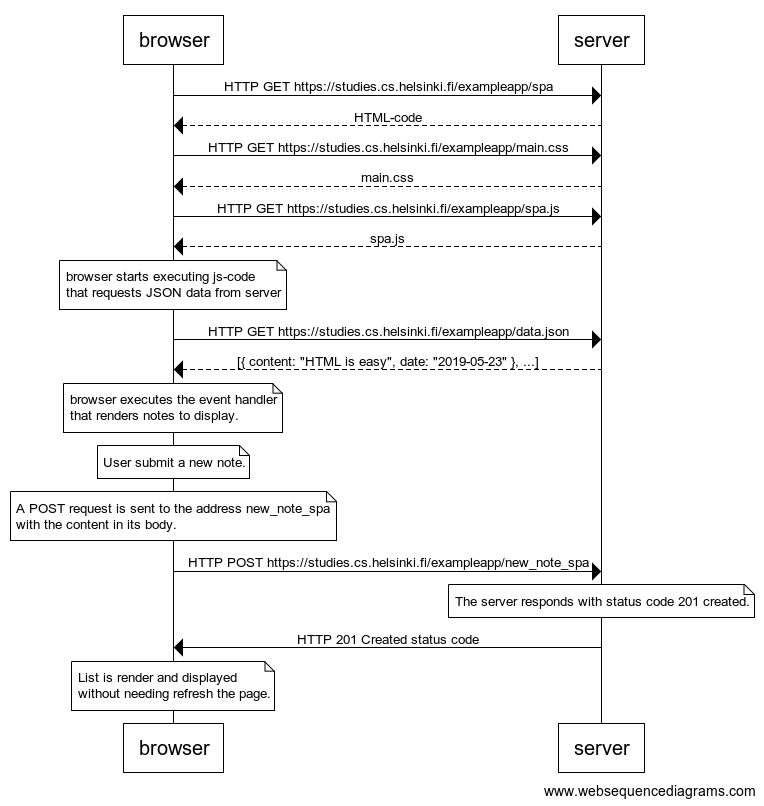 browser
server
HTTP GET https://studies.cs.helsinki.fi/exampleapp/spa
HTML-code
HTTP GET https://studies.cs.helsinki.fi/exampleapp/main.css
main.css
HTTP GET https://studies.cs.helsinki.fi/exampleapp/spa.js
spa.js
browser starts executing js-code
that requests JSON data from server
HTTP GET https://studies.cs.helsinki.fi/exampleapp/data.json
[{ content: "HTML is easy", date: "2019-05-23" }, ...]
browser executes the event handler
that renders notes to display.
User submit a new note.
A POST request is sent to the address new_note_spa
with the content in its body.
HTTP POST https://studies.cs.helsinki.fi/exampleapp/new_note_spa
The server responds with status code 201 created.
HTTP 201 Created status code
List is render and displayed
without needing refresh the page.
browser
server
www.websequencediagrams.com